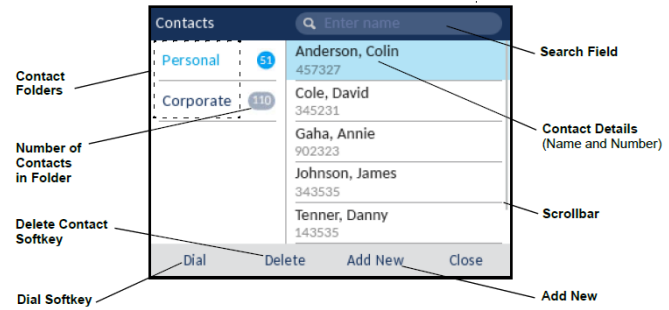 Contacts
Enter name
Personal
51
Corporate
110
Anderson, Colin
457327
Cole, David
345231
Gaha, Annie
902323
Johnson, James
343535
Tenner, Danny
143535
Dial
Delete
Add New
Close
Contact
Folders
Number of
Contacts
in Folder
Delete Contact
Softkey
Dial Softkey
Search Field
Contact Details
(Name and Number)
Scrollbar
Add New